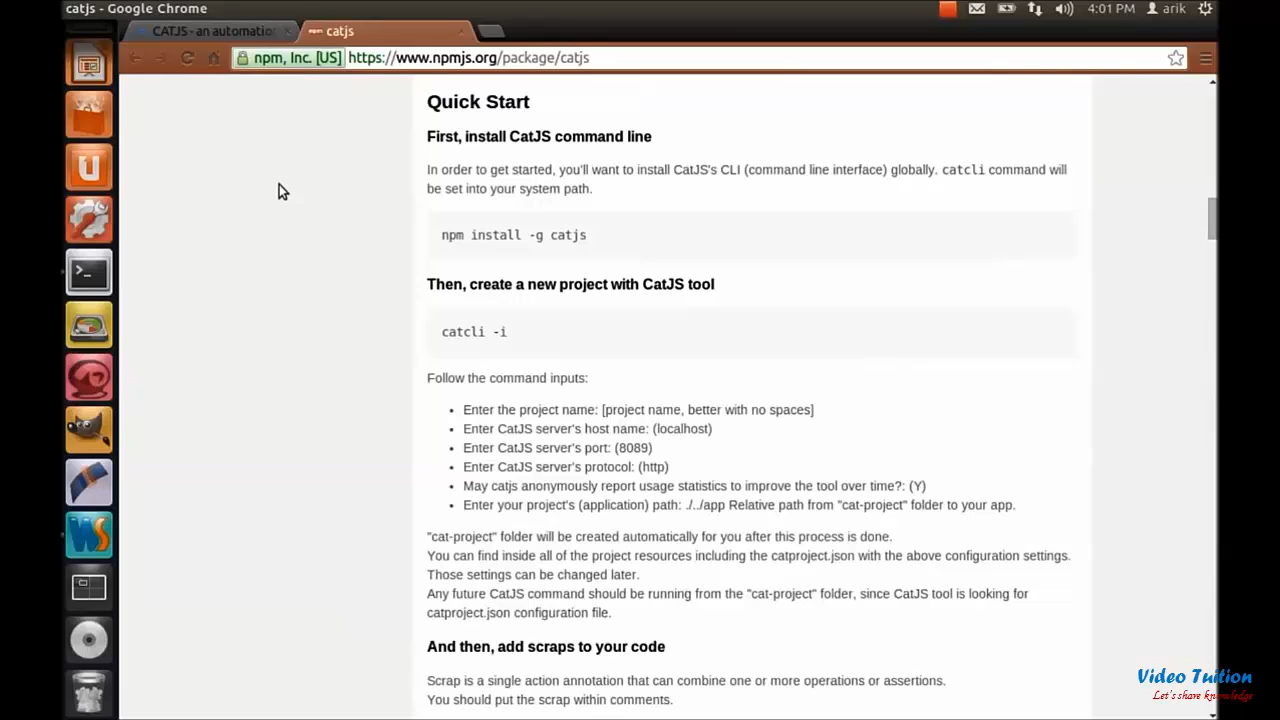 catjs - Google Chrome
4:01 PM
arik
CATJS - an automation
npm catjs
npm, Inc. [US] https://www.npmjs.org/package/catjs
Quick Start
First, install CatJS command line
In order to get started, you'll want to install CatJS's CLI (command line interface) globally. catcli command will
be set into your system path.
npm install -g catjs
Then, create a new project with CatJS tool
catcli -i
Follow the command inputs:
• Enter the project name: [project name, better with no spaces]
• Enter CatJS server's host name: (localhost)
• Enter CatJS server's port: (8089)
• Enter CatJS server's protocol: (http)
• May catjs anonymously report usage statistics to improve the tool over time?: (Y)
• Enter your project's (application) path: ./../app Relative path from "cat-project" folder to your app.
"cat-project" folder will be created automatically for you after this process is done.
You can find inside all of the project resources including the catproject.json with the above configuration settings.
Those settings can be changed later.
Any future CatJS command should be running from the "cat-project" folder, since CatJS tool is looking for
catproject.json configuration file.
And then, add scraps to your code
Scrap is a single action annotation that can combine one or more operations or assertions.
You should put the scrap within comments.
Video Tuition
Let's share knowledge